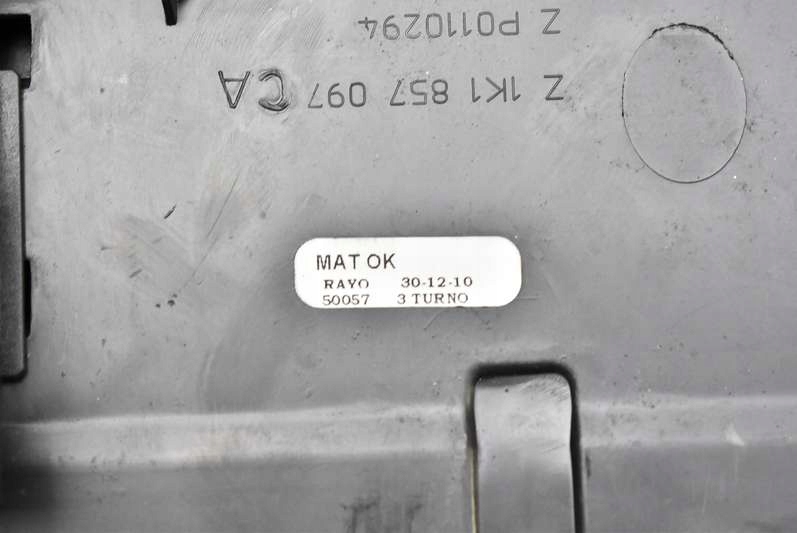 Z 1K1 857 097 CA
Z P0110294
MAT OK
RAYO 30-12-10
50057 3 TURNO